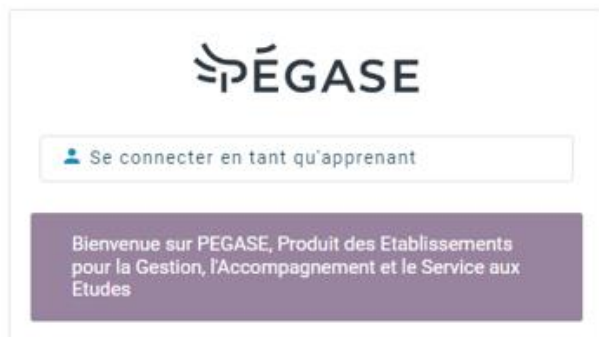 PÉGASE
Se connecter en tant qu'apprenant
Bienvenue sur PEGASE, Produit des Etablissements
pour la Gestion, l'Accompagnement et le Service aux
Etudes